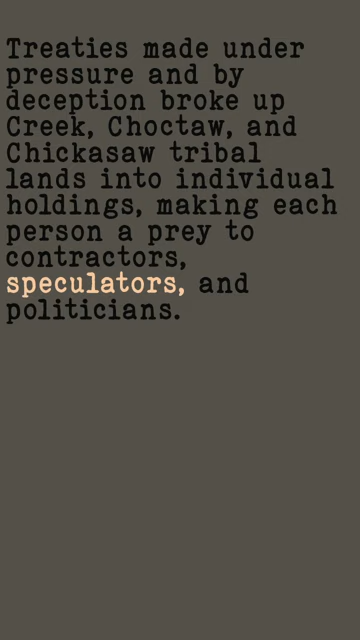 Treaties made under
pressure and by
deception broke up
Creek, Choctaw, and
Chickasaw tribal
lands into individual
holdings, making each
person a prey to
contractors,
speculators, and
politicians.